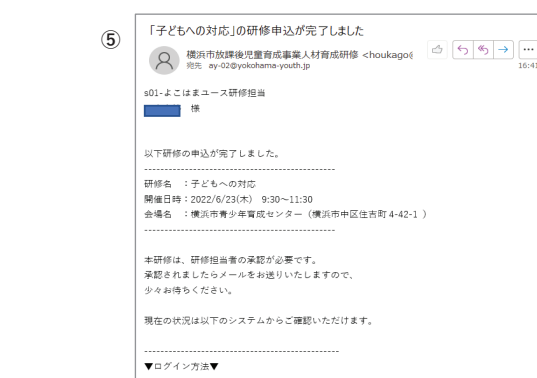 ⑤
「子どもへの対応」の研修申込が完了しました
横浜市放課後児童育成事業人材育成研修 <houkago@
宛先 ay-02@yokohama-youth.jp
16:41
s01-よこはまユース研修担当
様
以下研修の申込が完了しました。
------------------------------------------------
研修名 ：子どもへの対応
開催日時：2022/6/23(木) 9:30～11:30
会場名 ：横浜市青少年育成センター（横浜市中区住吉町4-42-1 ）
------------------------------------------------
本研修は、研修担当者の承認が必要です。
承認されましたらメールをお送りいたしますので、
少々お待ちください。
現在の状況は以下のシステムからご確認いただけます。
-------------------------------------------------
▼ログイン方法▼